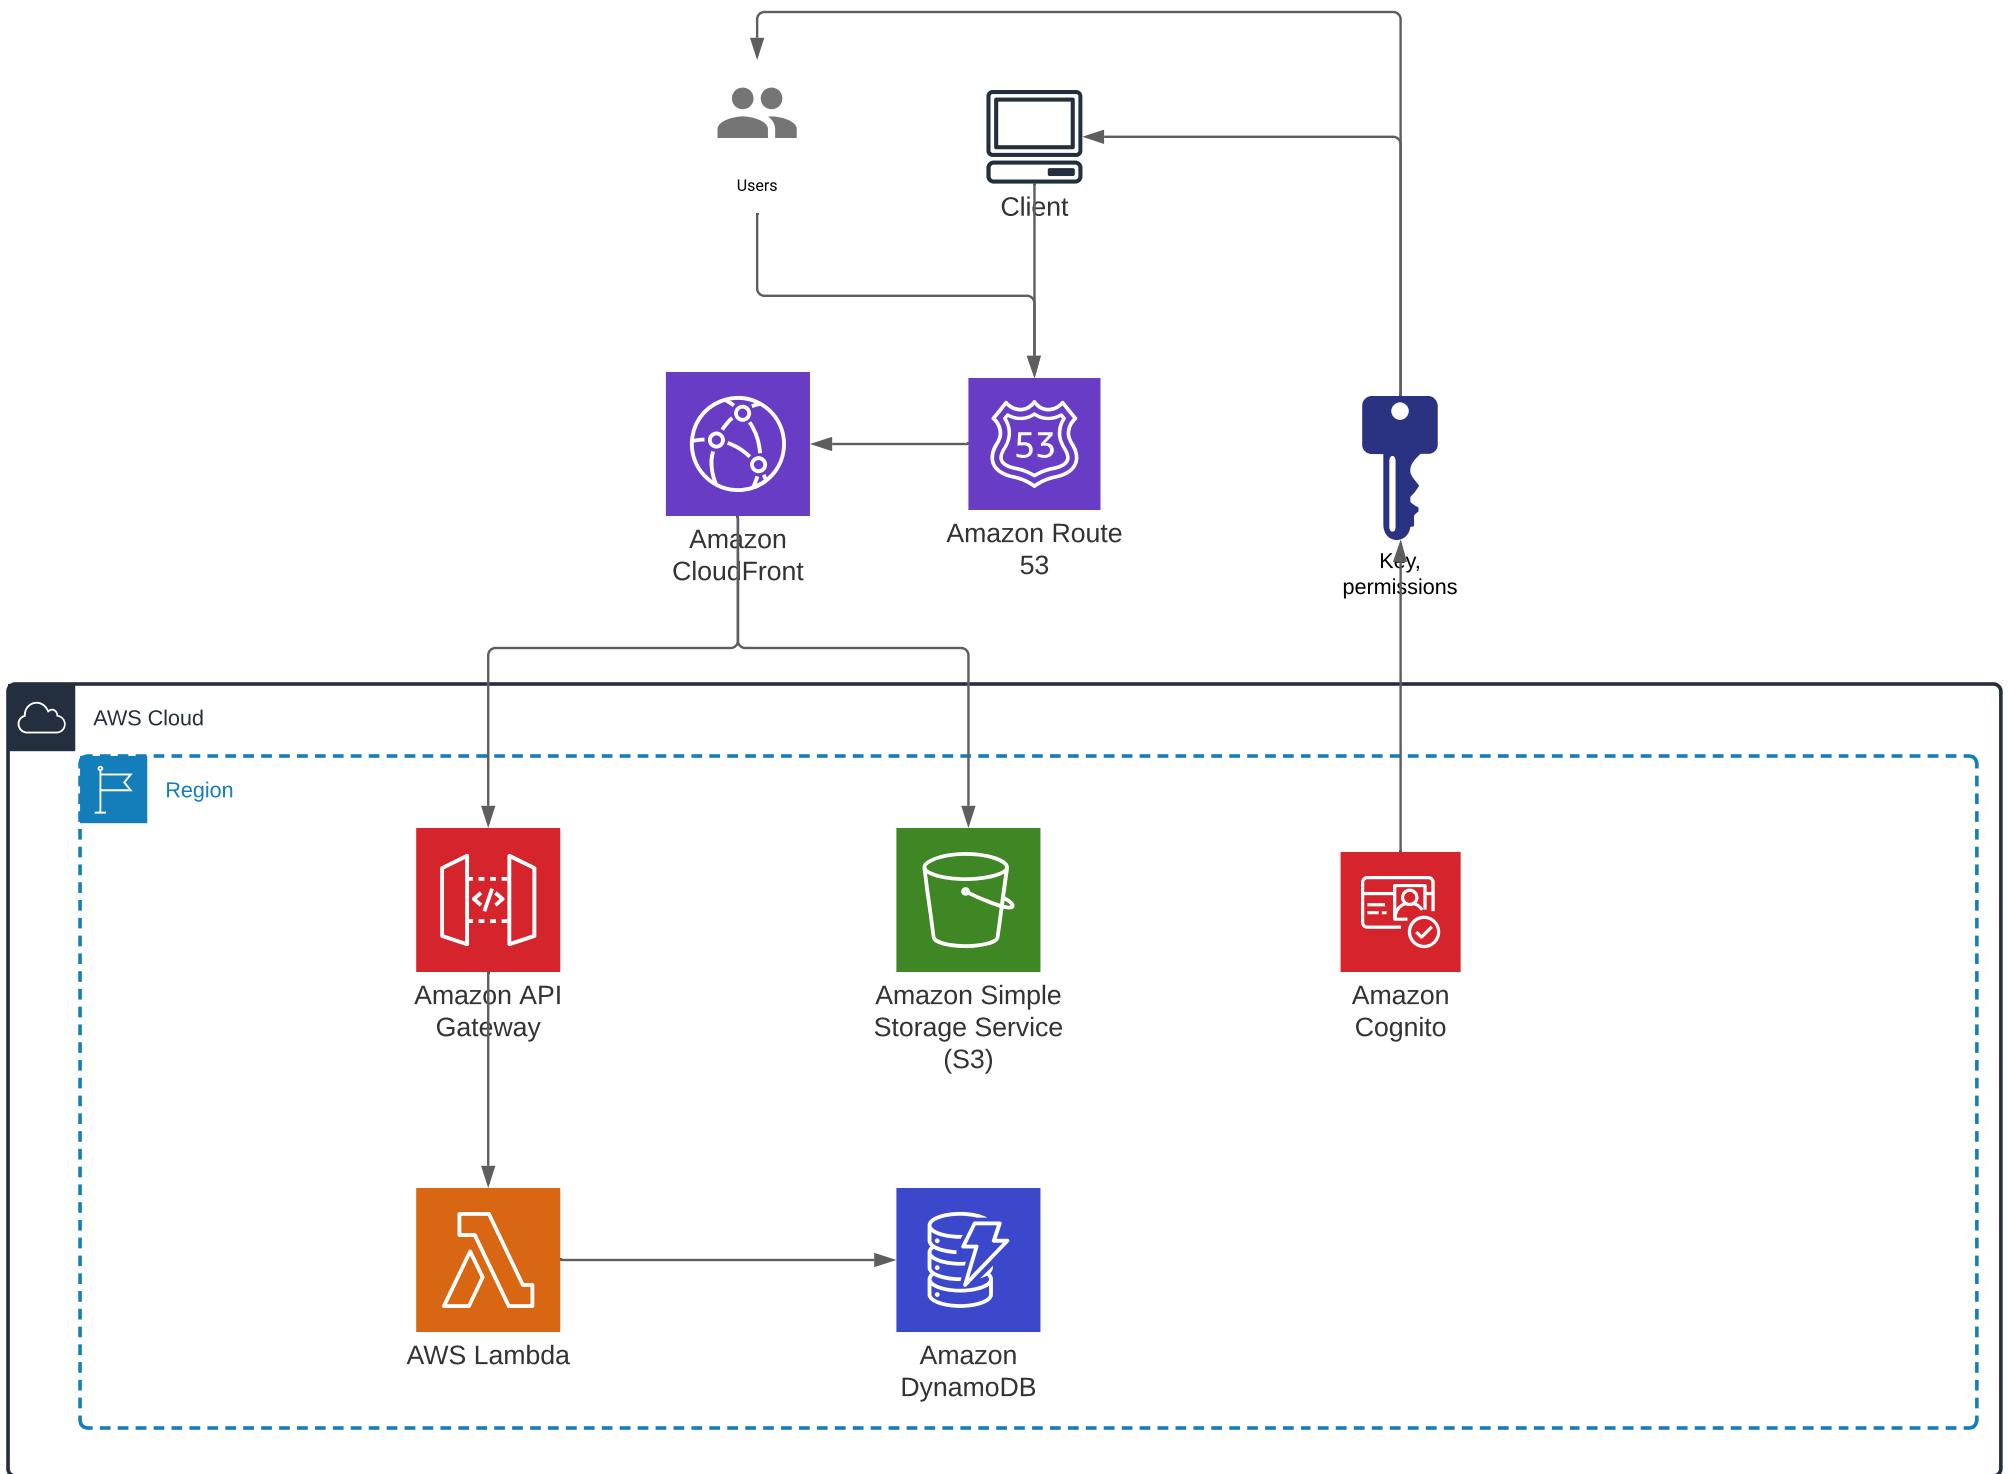 Users
Client
53
Amazon
CloudFront
Amazon Route
53
Key,
permissions
AWS Cloud
Region
Amazon API
Gateway
Amazon Simple
Storage Service
(S3)
Amazon
Cognito
AWS Lambda
Amazon
DynamoDB